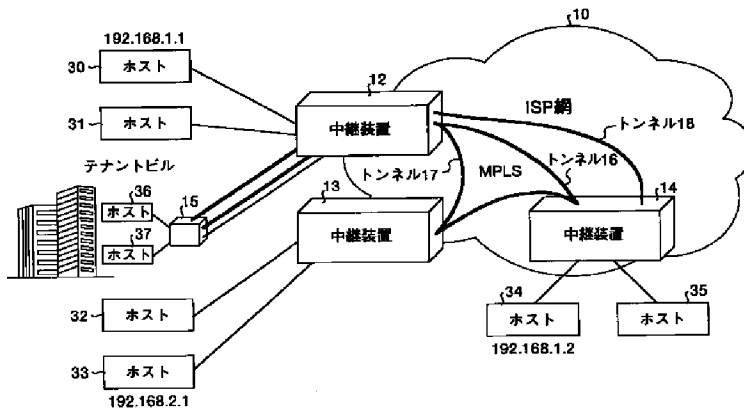 192.168.1.1
30
ホスト
31
ホスト
12
中継装置
10
ISP網
トンネル18
トンネル16
トンネル17
MPLS
テナントビル
36
ホスト
37
ホスト
15
13
中継装置
14
中継装置
32
ホスト
33
ホスト
192.168.2.1
34
ホスト
35
ホスト
192.168.1.2